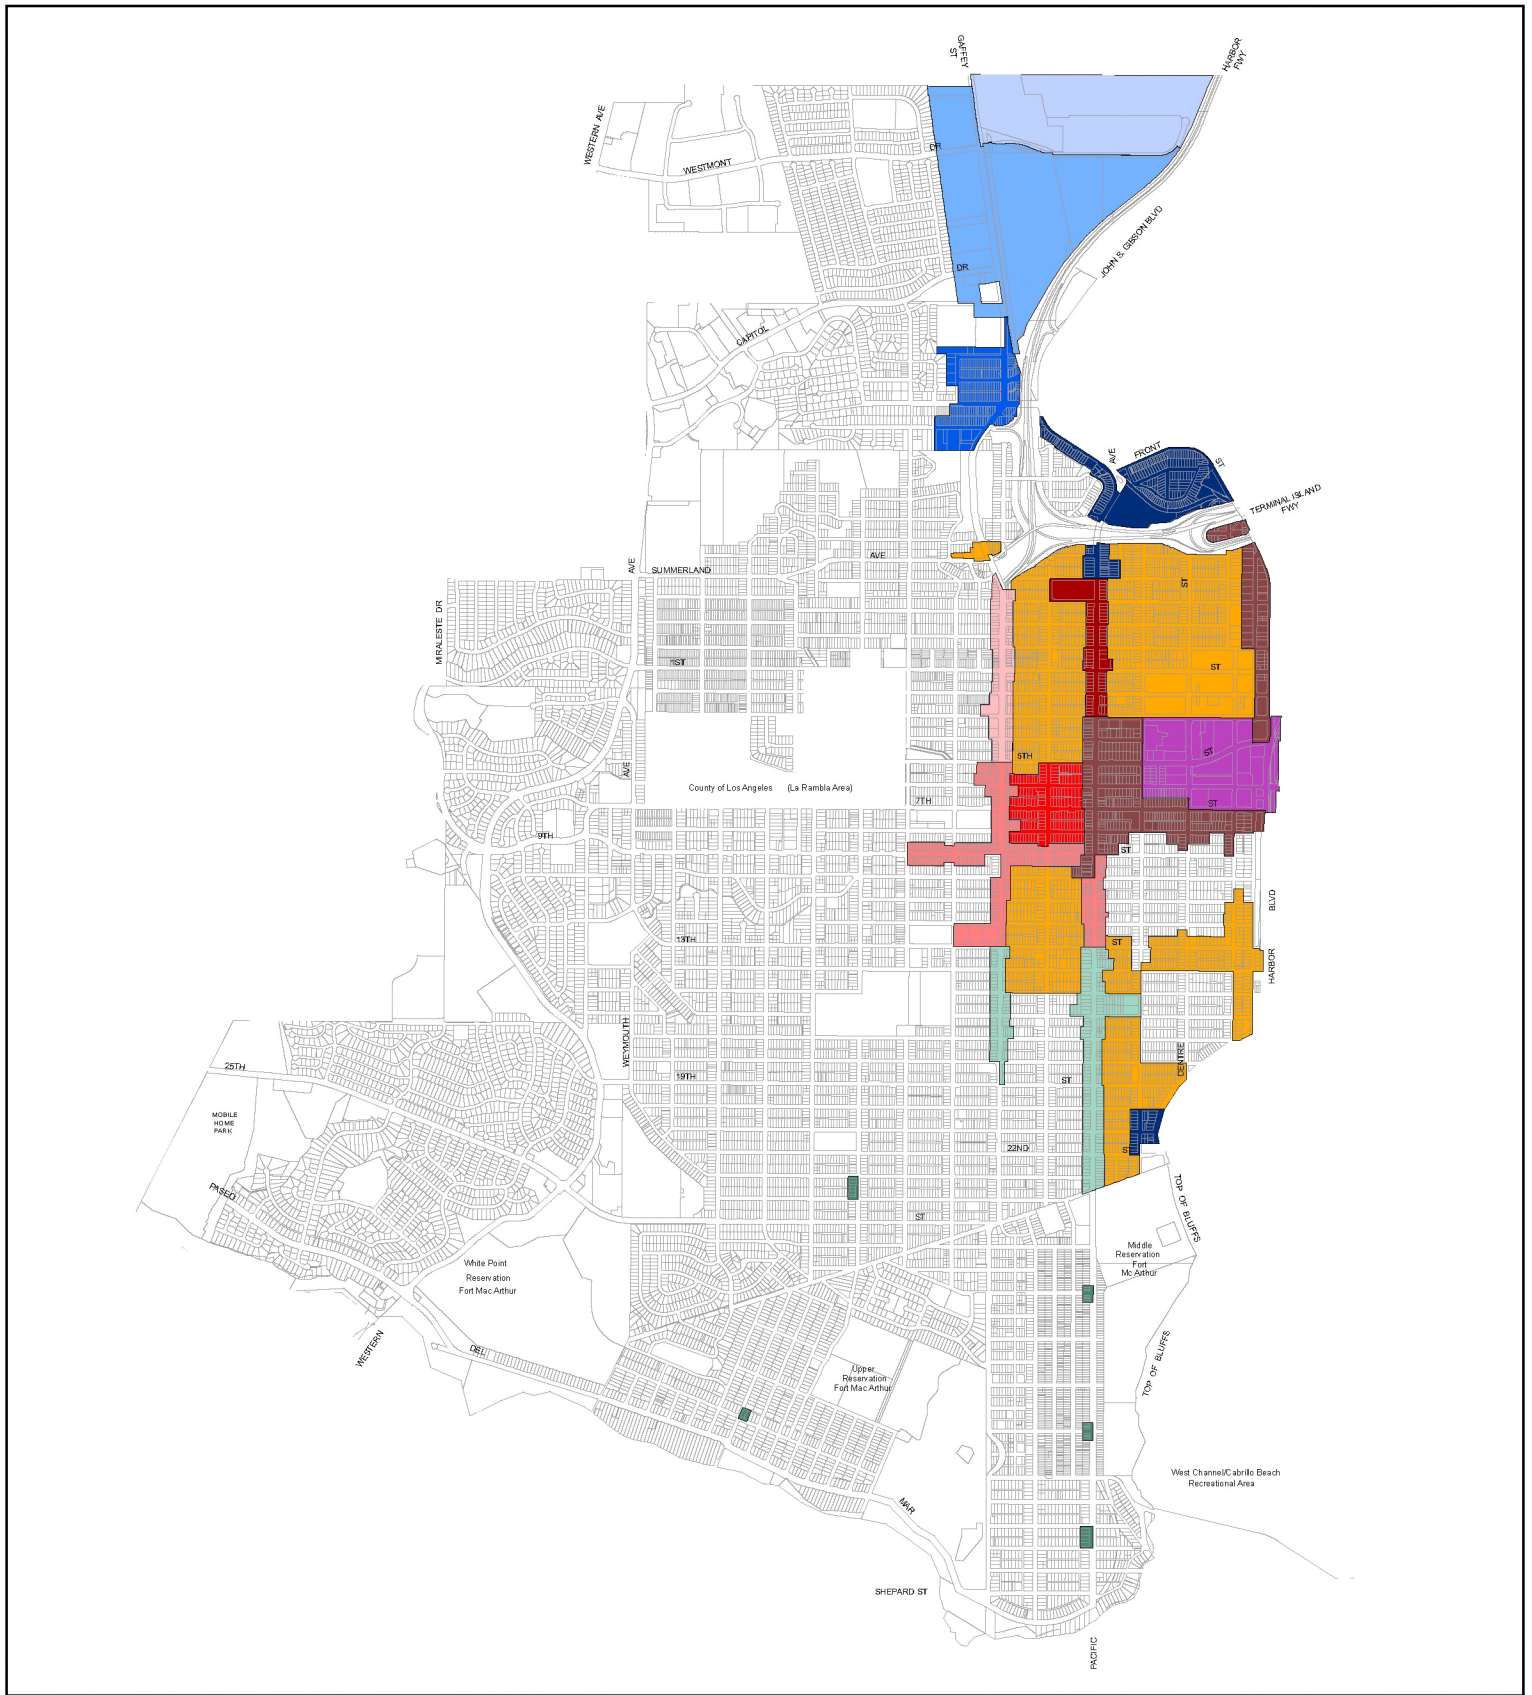 GAFFEY
ST
HARBOR
FWY
WESTERN AVE
DR
WESTMONT
JOHN S. GIBSON BLVD
DR
CAPITOL
AVE
FRONT
ST
TERMINAL ISLAND
FWY
AVE
AVE
SUMMERLAND
ST
MIRALESTE DR
1ST
ST
5TH
ST
AVE
County of Los Angeles (La Rambla Area)
7TH
ST
9TH
ST
BLVD
13TH
ST
HARBOR
WEYMOUTH
CENTRE
25TH
19TH
ST
MOBILE
HOME
PARK
22ND
ST
PASEO
TOP OF BLUFFS
ST
White Point
Reservation
Fort Mac Arthur
Middle
Reservation
Fort
Mc Arthur
WESTERN
DEL
TOP OF BLUFFS
Upper
Reservation
Fort Mac Arthur
West Channel/Cabrillo Beach
Recreational Area
MAR
SHEPARD ST
PACIFIC